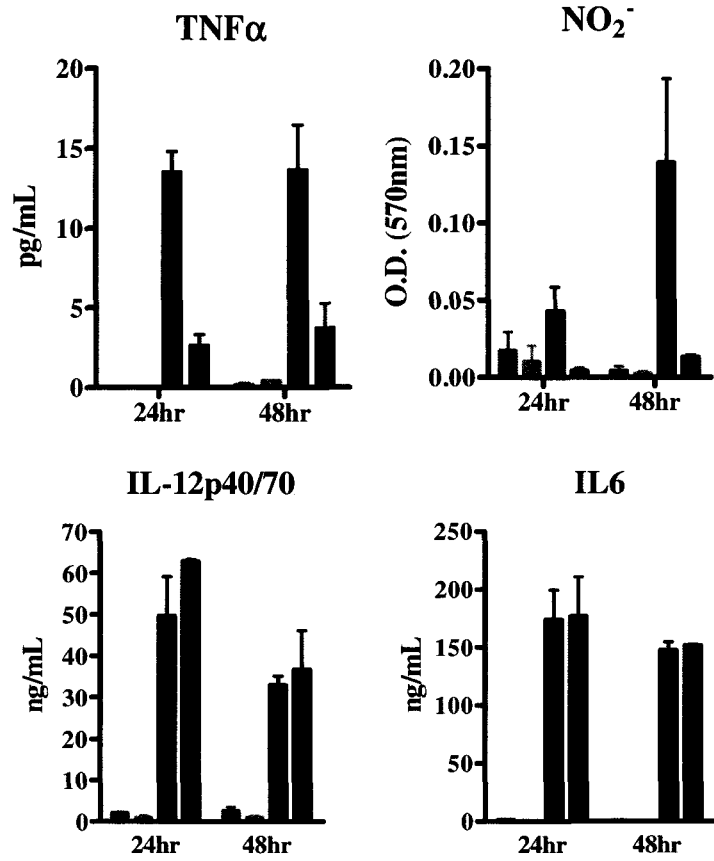 TNFα
20
15
10
5
0
pg/mL
24hr 48hr
NO₂⁻
0.20
0.15
0.10
0.05
0.00
O.D. (570nm)
24hr 48hr
IL-12p40/70
70
60
50
40
30
20
10
0
ng/mL
24hr 48hr
IL6
250
200
150
100
50
0
ng/mL
24hr 48hr